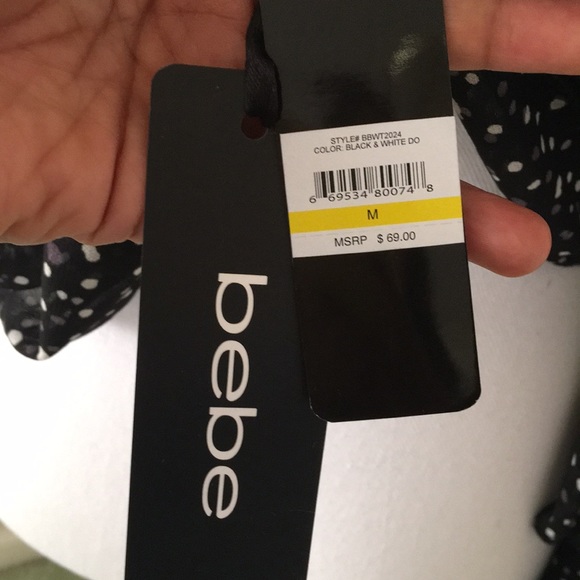 STYLE# BBWT2024
COLOR: BLACK & WHITE DO
6 69534 80074 8
M
MSRP $ 69.00
bebe